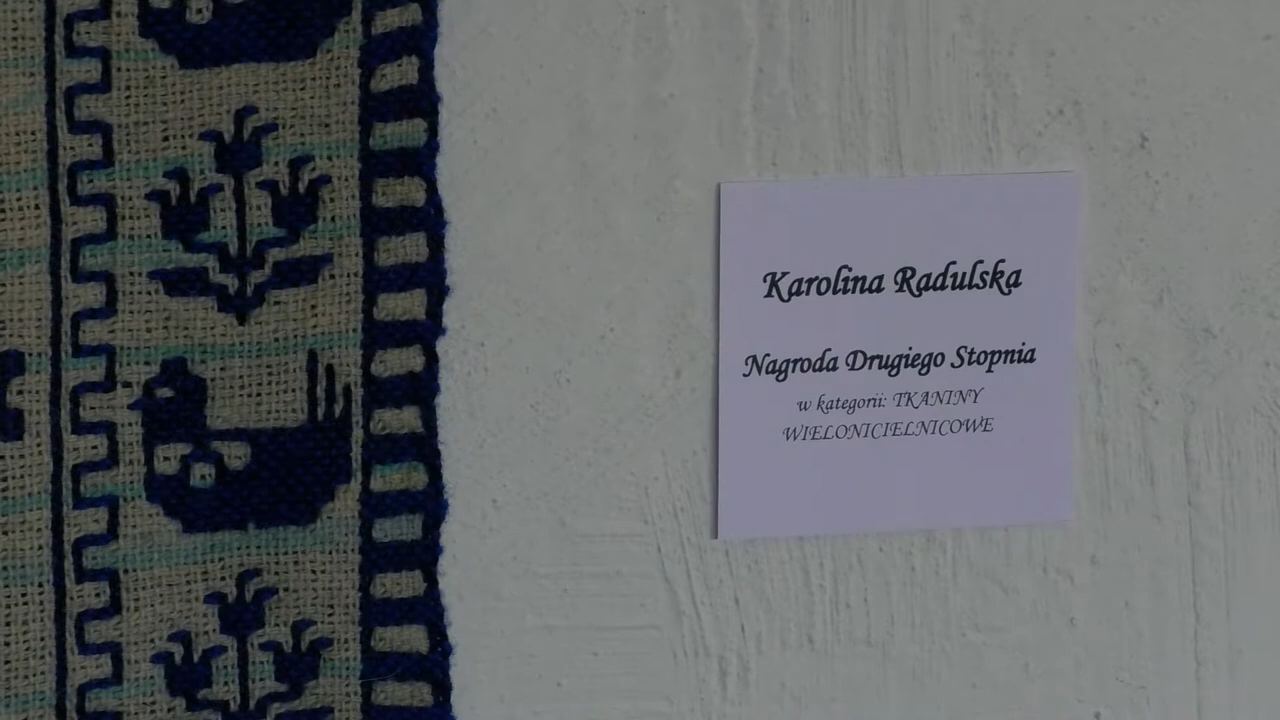 Karolina Radulska
Nagroda Drugiego Stopnia
w kategorii: TKANINY
WIELONICIELNICOWE